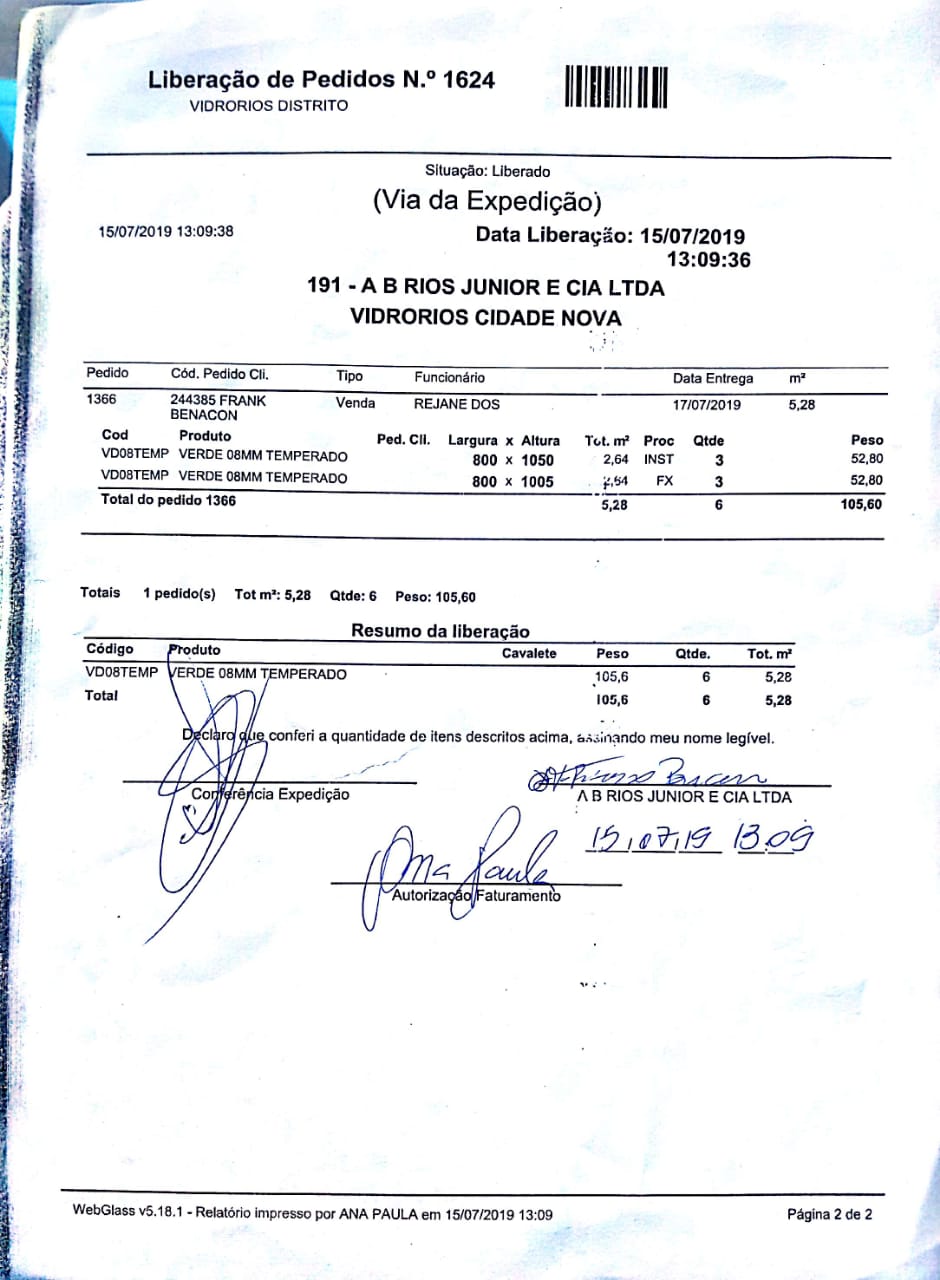 Liberação de Pedidos N.º 1624
VIDRORIOS DISTRITO
Situação: Liberado
(Via da Expedição)
15/07/2019 13:09:38
Data Liberação: 15/07/2019
13:09:36
191 - A B RIOS JUNIOR E CIA LTDA
VIDRORIOS CIDADE NOVA
Pedido Cód. Pedido Cli. Tipo Funcionário Data Entrega m²
1366 244385 FRANK BENACON Venda REJANE DOS 17/07/2019 5,28
Cod Produto Ped. Cli. Largura x Altura Tot. m² Proc Qtde Peso
VD08TEMP VERDE 08MM TEMPERADO 800 x 1050 2,64 INST 3 52,80
VD08TEMP VERDE 08MM TEMPERADO 800 x 1005 2,64 FX 3 52,80
Total do pedido 1366 5,28 6 105,60
Totais 1 pedido(s) Tot m²: 5,28 Qtde: 6 Peso: 105,60
Resumo da liberação
Código Produto Cavalete Peso Qtde. Tot. m²
VD08TEMP VERDE 08MM TEMPERADO 105,6 6 5,28
Total 105,6 6 5,28
Declaro que conferi a quantidade de itens descritos acima, assinando meu nome legível.
Conferência Expedição
A B RIOS JUNIOR E CIA LTDA
15/07/19 13:09
Ana Paula
Autorização Faturamento
WebGlass v5.18.1 - Relatório impresso por ANA PAULA em 15/07/2019 13:09 Página 2 de 2